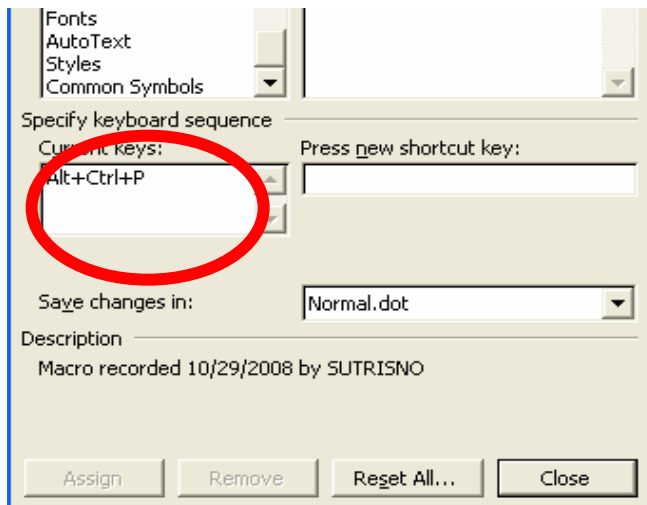 Fonts
AutoText
Styles
Common Symbols
Specify keyboard sequence
Current keys:
Press new shortcut key:
Alt+Ctrl+P
Save changes in:
Normal.dot
Description
Macro recorded 10/29/2008 by SUTRISNO
Assign
Remove
Reset All...
Close